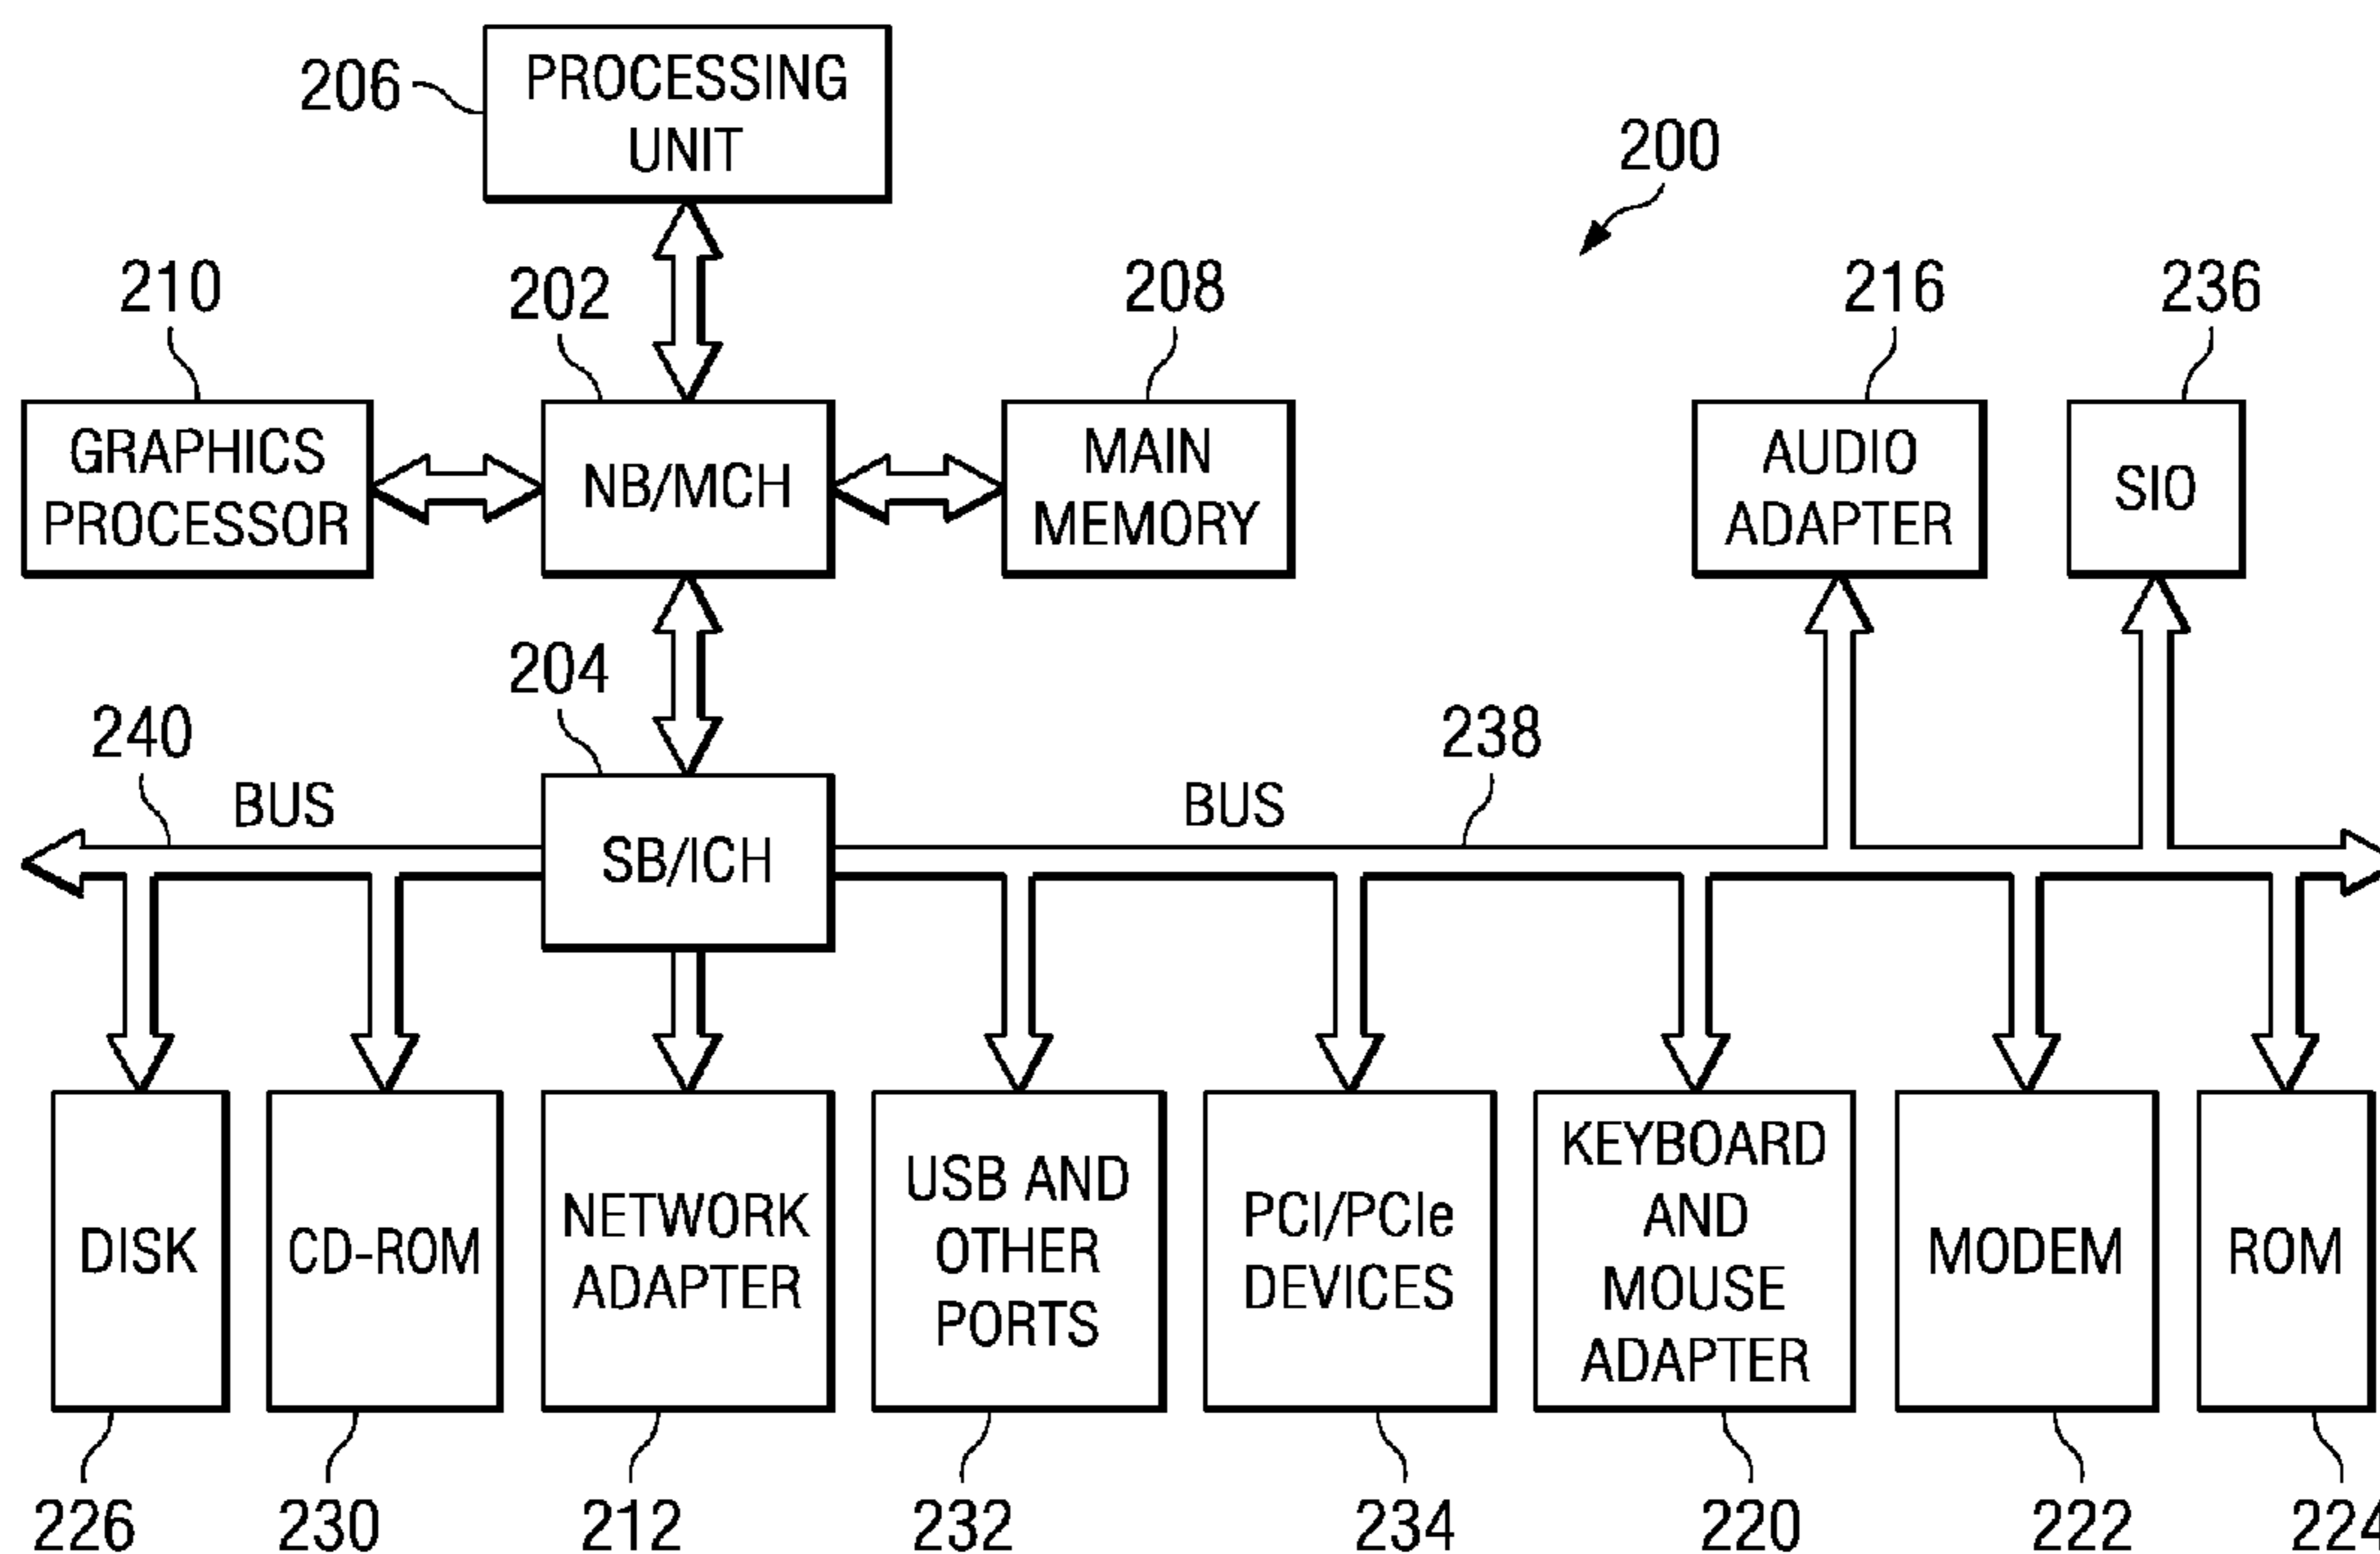 PROCESSING
UNIT
206
200
210
202
208
216
236
GRAPHICS
PROCESSOR
NB/MCH
MAIN
MEMORY
AUDIO
ADAPTER
SIO
204
240
BUS
238
BUS
SB/ICH
DISK
CD-ROM
NETWORK
ADAPTER
USB AND
OTHER
PORTS
PCI/PCIe
DEVICES
KEYBOARD
AND
MOUSE
ADAPTER
MODEM
ROM
226
230
212
232
234
220
222
224